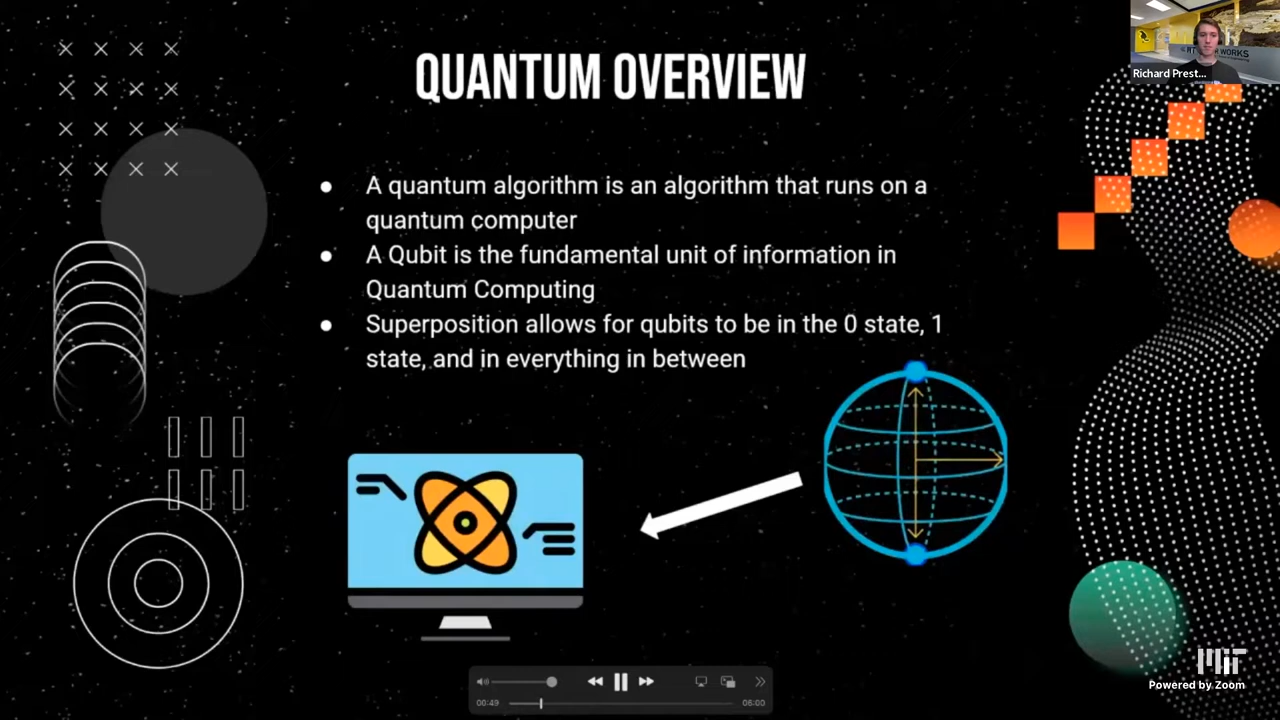 QUANTUM OVERVIEW
Richard Prest...
● A quantum algorithm is an algorithm that runs on a
quantum computer
● A Qubit is the fundamental unit of information in
Quantum Computing
● Superposition allows for qubits to be in the 0 state, 1
state, and in everything in between
00:49
06:00
MIT
Powered by Zoom